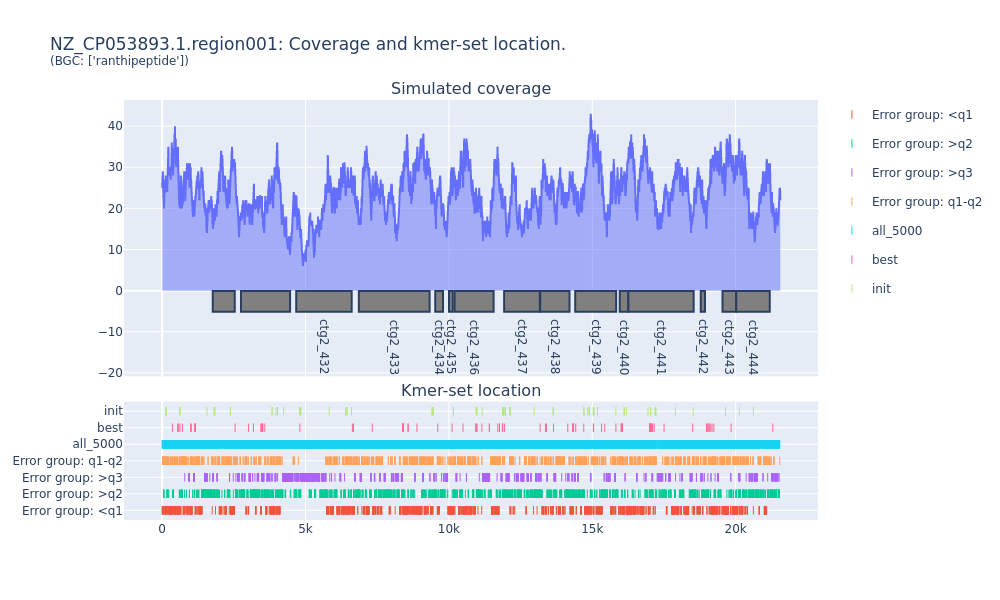 NZ_CP053893.1.region001: Coverage and kmer-set location.
(BGC: ['ranthipeptide'])
Simulated coverage
40
30
20
10
0
−10
−20
ctg2_432
ctg2_433
ctg2_434
ctg2_435
ctg2_436
ctg2_437
ctg2_438
ctg2_439
ctg2_440
ctg2_441
ctg2_442
ctg2_443
ctg2_444
Kmer-set location
init
best
all_5000
Error group: q1-q2
Error group: >q3
Error group: >q2
Error group: <q1
0
5k
10k
15k
20k
Error group: <q1
Error group: >q2
Error group: >q3
Error group: q1-q2
all_5000
best
init